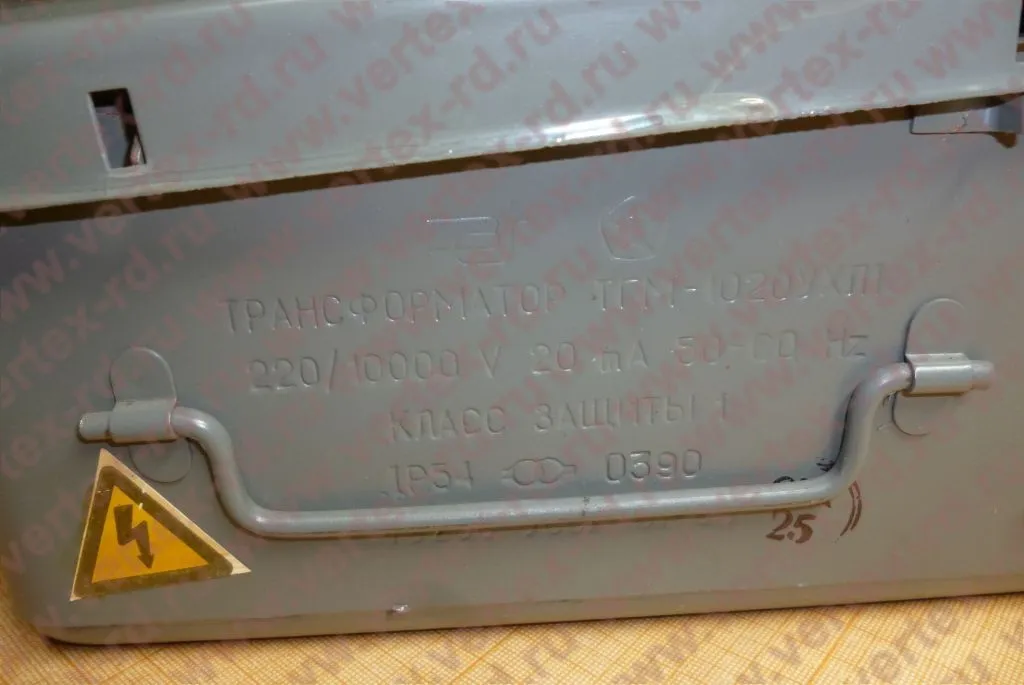 ТРАНСФОРМАТОР ТГМ-1020УХЛ1
220/10000 V 20 mA 50-60 Hz
КЛАСС ЗАЩИТЫ 1
IP54 0390
25
www.vertex-rd.ru